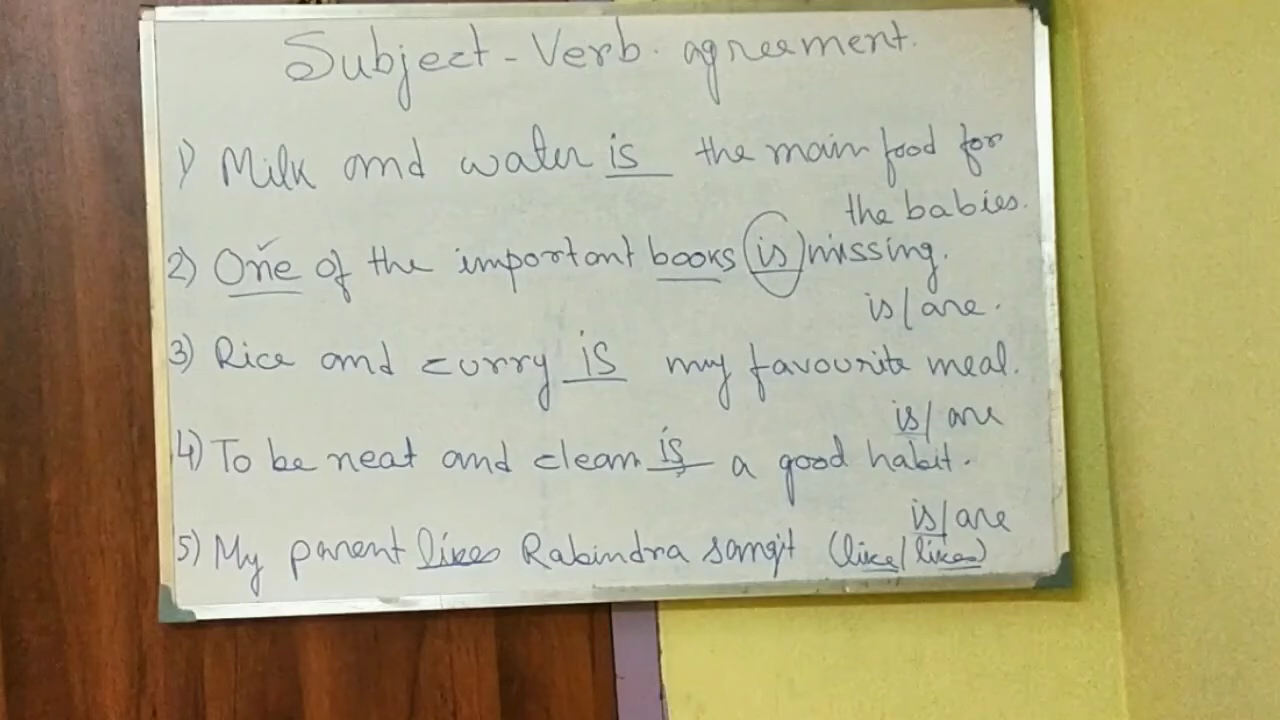 Subject-Verb agreement.
1) Milk and water is the main food for
the babies.
2) One of the important books is missing.
is/are.
3) Rice and curry is my favourite meal.
is/are
4) To be neat and clean is a good habit.
is/are
5) My parent likes Rabindra sangit (like/likes)